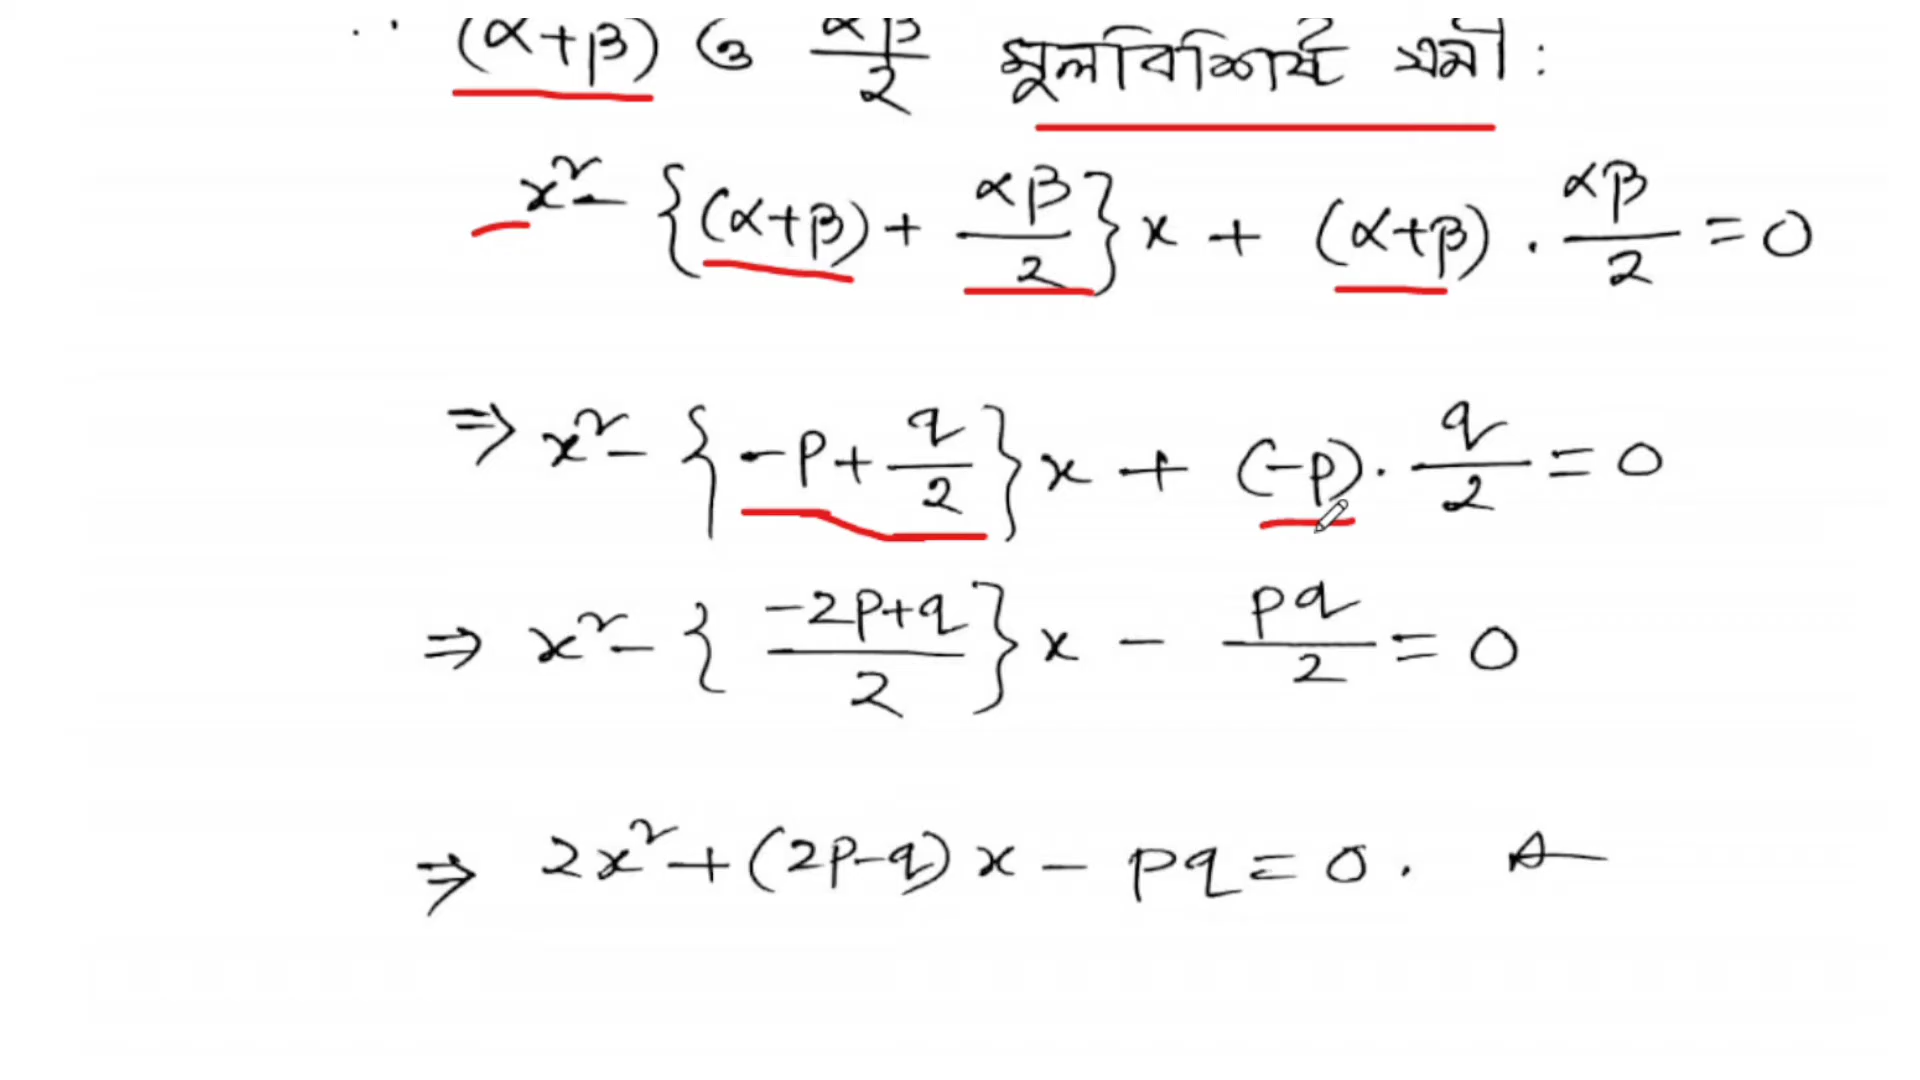 ∴ (α+β) ও αβ/2 মূলবিশিষ্ট সমী:
x² - {(α+β) + αβ/2}x + (α+β) · αβ/2 = 0
⇒ x² - {-p + q/2}x + (-p) · q/2 = 0
⇒ x² - {(-2p+q)/2}x - pq/2 = 0
⇒ 2x² + (2p-q)x - pq = 0.